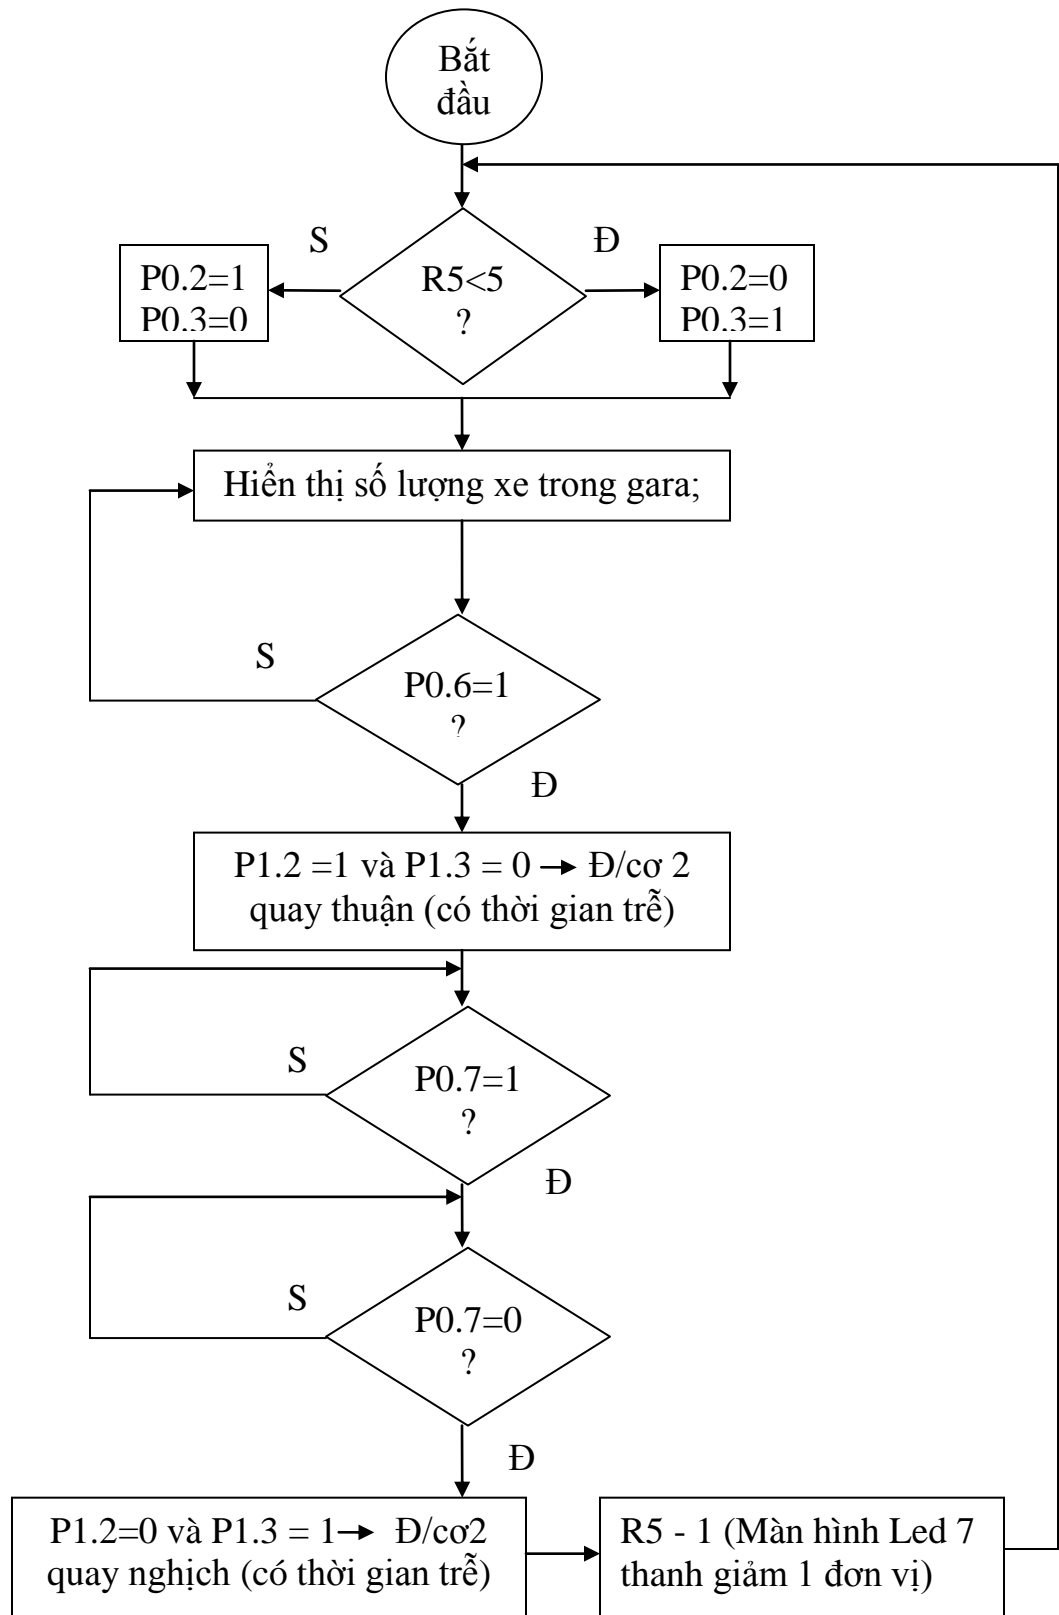 Bắt
đầu
S
Đ
P0.2=1
P0.3=0
R5<5
?
P0.2=0
P0.3=1
Hiển thị số lượng xe trong gara;
S
P0.6=1
?
Đ
P1.2 =1 và P1.3 = 0 → Đ/cơ 2
quay thuận (có thời gian trễ)
S
P0.7=1
?
Đ
S
P0.7=0
?
Đ
P1.2=0 và P1.3 = 1→ Đ/cơ2
quay nghịch (có thời gian trễ)
R5 - 1 (Màn hình Led 7
thanh giảm 1 đơn vị)